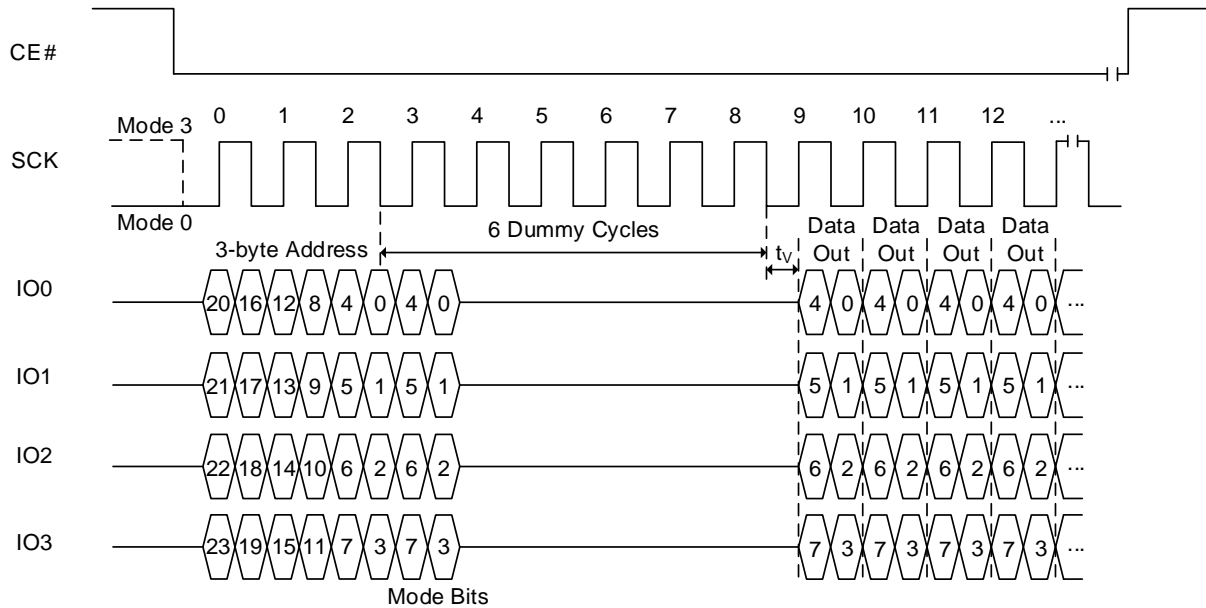 CE#
0 1 2 3 4 5 6 7 8 9 10 11 12 ...
Mode 3
SCK
Mode 0
6 Dummy Cycles
Data Data Data Data
3-byte Address
tV Out Out Out Out
IO0 20 16 12 8 4 0 4 0 4 0 4 0 4 0 4 0 ...
IO1 21 17 13 9 5 1 5 1 5 1 5 1 5 1 5 1 ...
IO2 22 18 14 10 6 2 6 2 6 2 6 2 6 2 6 2 ...
IO3 23 19 15 11 7 3 7 3 7 3 7 3 7 3 7 3 ...
Mode Bits